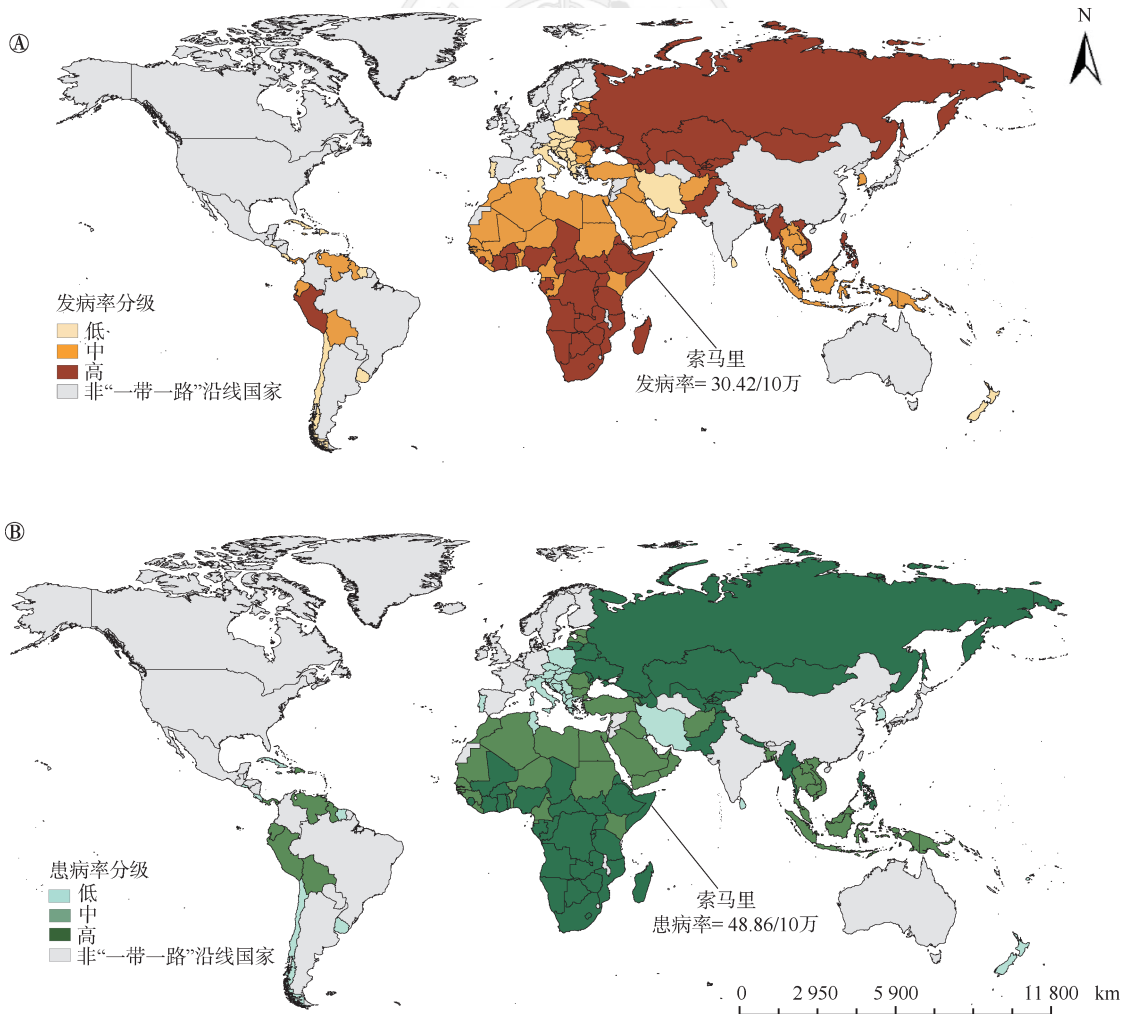 Ⓐ
N
发病率分级
低
中
高
非“一带一路”沿线国家
索马里
发病率= 30.42/10万
Ⓑ
患病率分级
低
中
高
非“一带一路”沿线国家
索马里
患病率= 48.86/10万
0 2 950 5 900 11 800 km